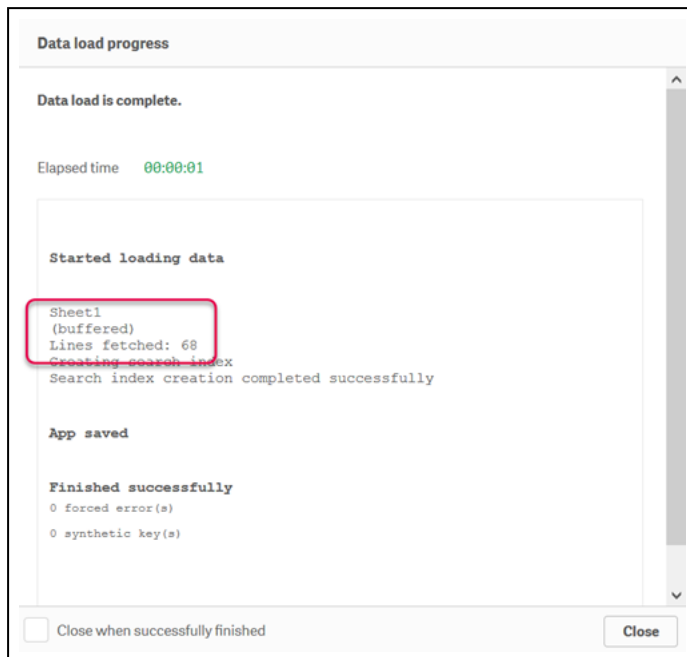 Data load progress
Data load is complete.
Elapsed time 00:00:01
Started loading data
Sheet1
(buffered)
Lines fetched: 68
Creating search index
Search index creation completed successfully
App saved
Finished successfully
0 forced error(s)
0 synthetic key(s)
Close when successfully finished
Close